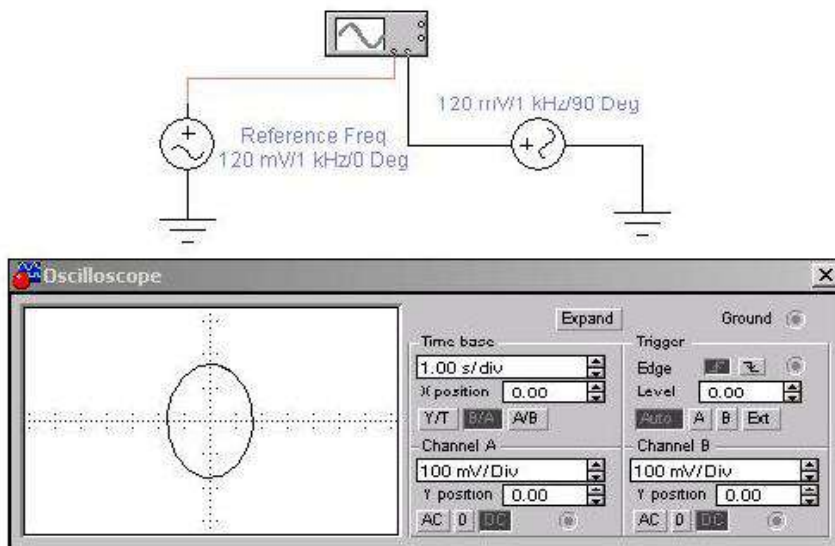 120 mV/1 kHz/90 Deg
Reference Freq
120 mV/1 kHz/0 Deg
Oscilloscope
Expand
Ground
Time base
Trigger
1.00 s/div
Edge
X position 0.00
Level 0.00
Y/T B/A A/B
Auto A B Ext
Channel A
Channel B
100 mV/Div
100 mV/Div
Y position 0.00
Y position 0.00
AC 0 DC
AC 0 DC